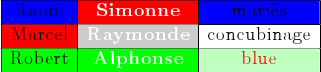 Raoul Simonne mariés
Marcel Raymonde concubinage
Robert Alphonse blue